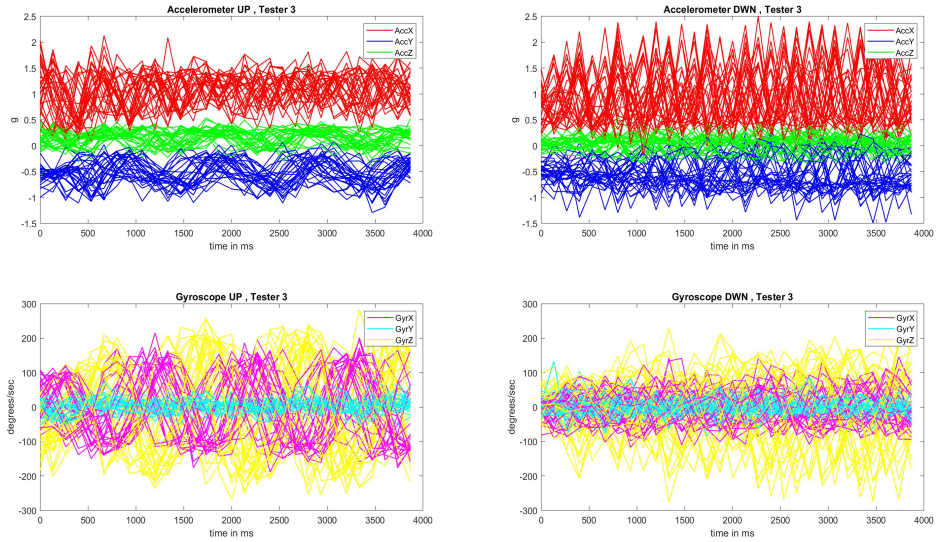 Accelerometer UP , Tester 3
2.5
2
1.5
1
0.5
0
-0.5
-1
-1.5
g
AccX
AccY
AccZ
0 500 1000 1500 2000 2500 3000 3500 4000
time in ms
Accelerometer DWN , Tester 3
2.5
2
1.5
1
0.5
0
-0.5
-1
-1.5
g
AccX
AccY
AccZ
0 500 1000 1500 2000 2500 3000 3500 4000
time in ms
Gyroscope UP , Tester 3
300
200
100
0
-100
-200
-300
degrees/sec
GyrX
GyrY
GyrZ
0 500 1000 1500 2000 2500 3000 3500 4000
time in ms
Gyroscope DWN , Tester 3
300
200
100
0
-100
-200
-300
degrees/sec
GyrX
GyrY
GyrZ
0 500 1000 1500 2000 2500 3000 3500 4000
time in ms